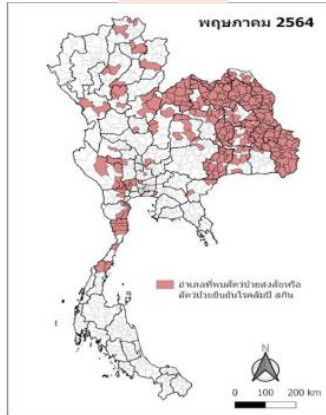 พฤษภาคม 2564
อำเภอที่พบสัตว์ป่วยสงสัยหรือ
สัตว์ป่วยยืนยันโรคลัมปี สกิน
N
0 100 200 km